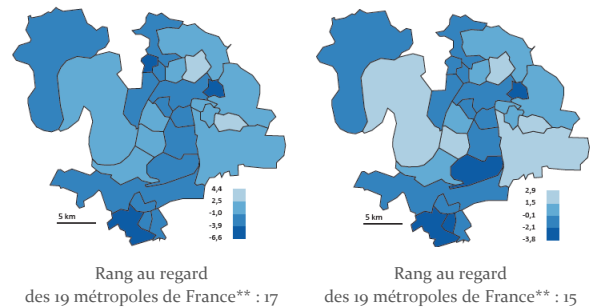 4,4
2,5
-1,0
-3,9
-6,6
5 km
2,9
1,5
-0,1
-2,1
-3,8
5 km
Rang au regard
des 19 métropoles de France** : 17
Rang au regard
des 19 métropoles de France** : 15